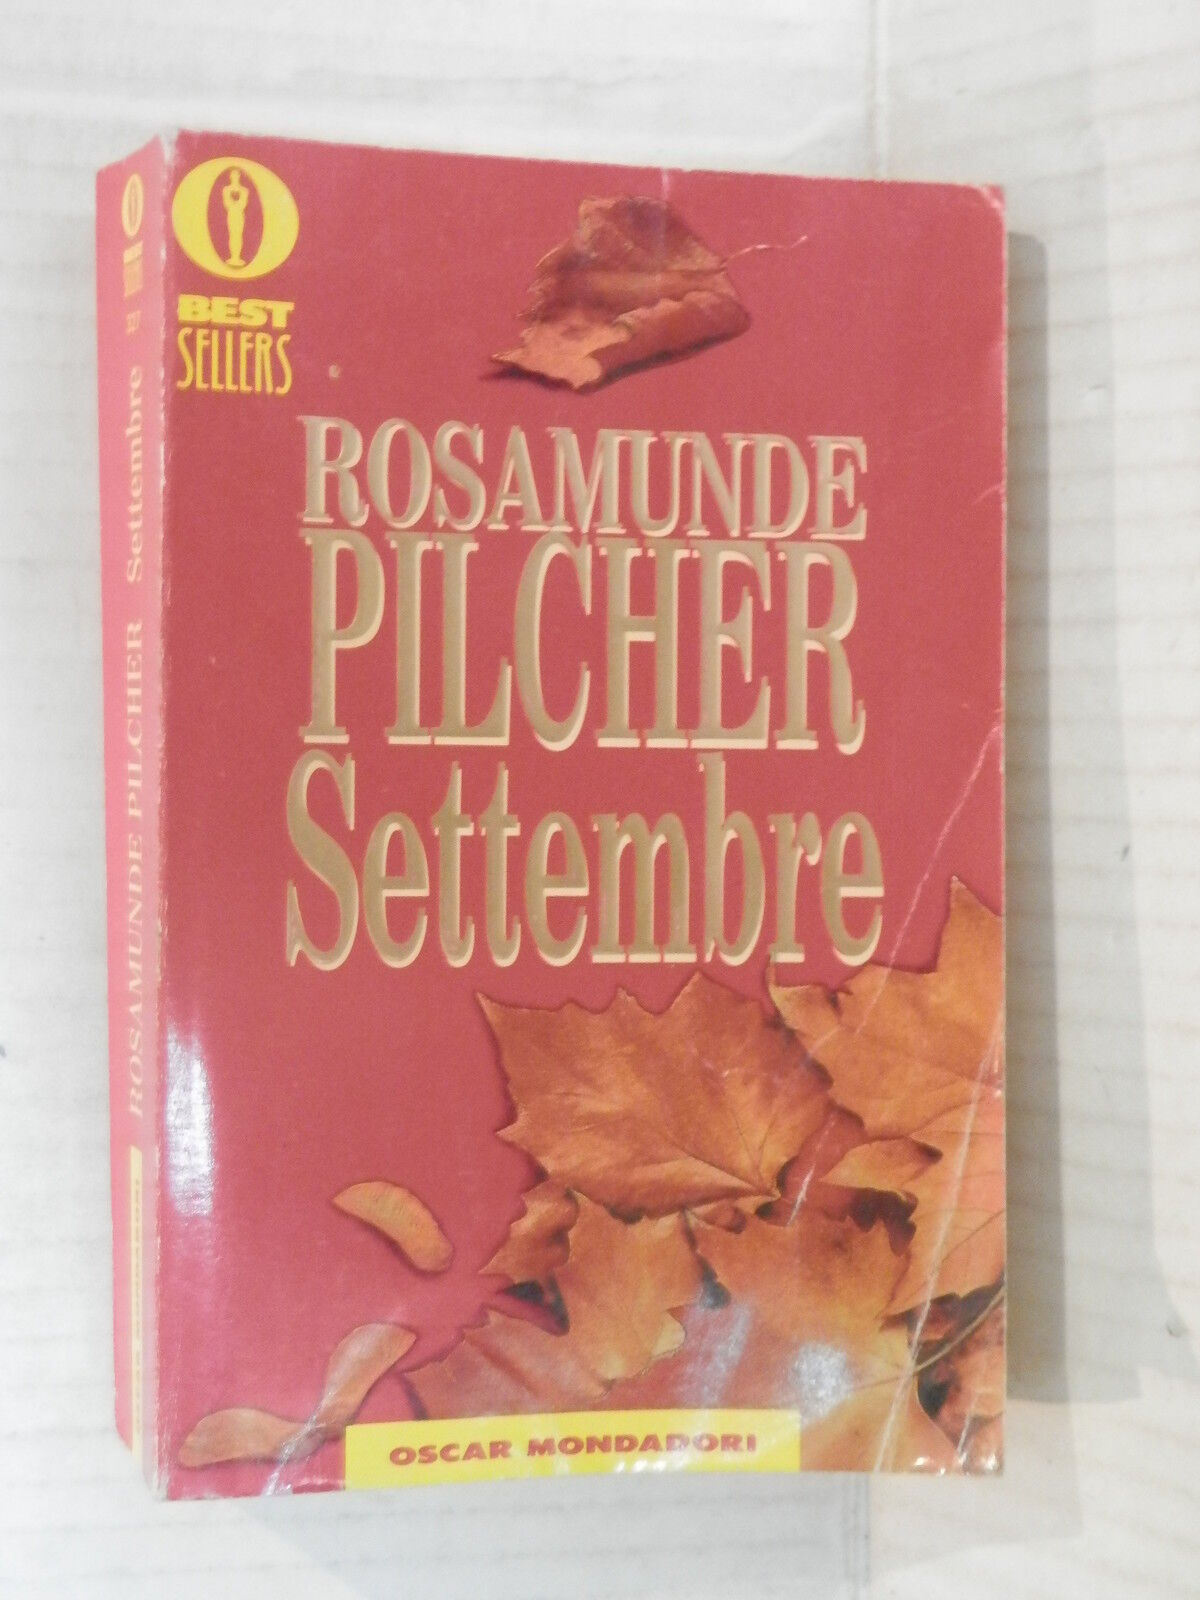 BEST
SELLERS
ROSAMUNDE
PILCHER
Settembre
OSCAR MONDADORI
ROSAMUNDE PILCHER Settembre